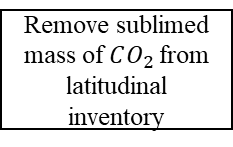 Remove sublimed
mass of CO₂ from
latitudinal
inventory